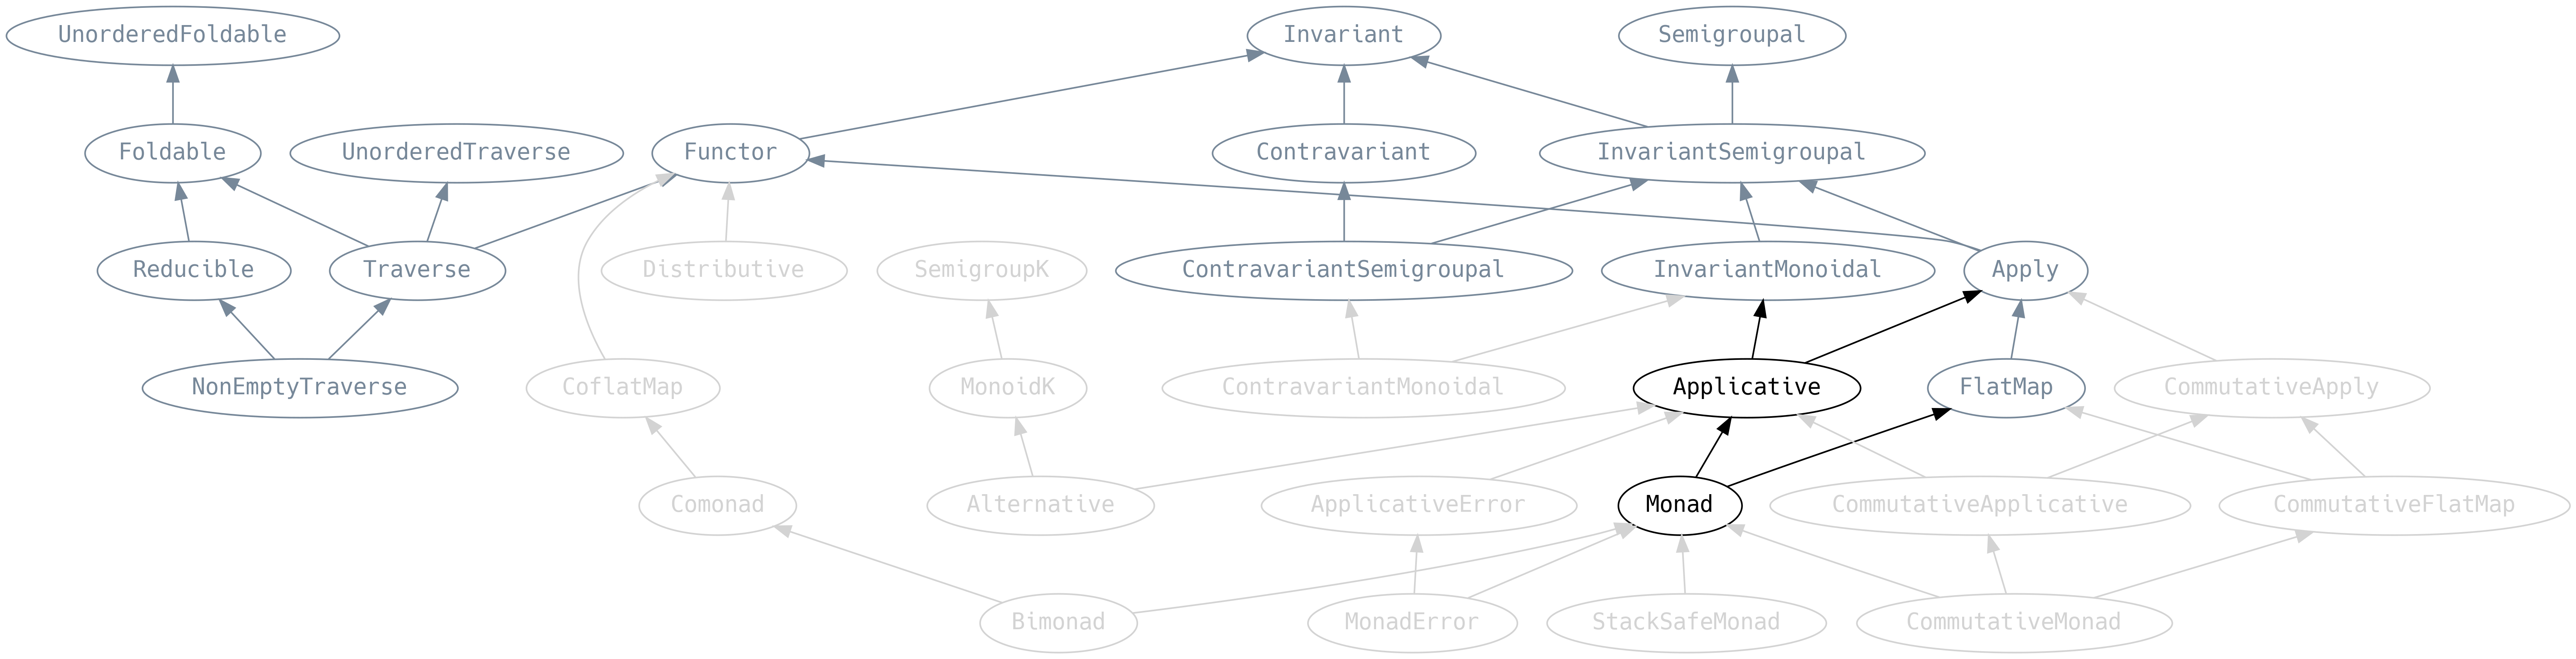 UnorderedFoldable
Invariant
Semigroupal
Foldable
UnorderedTraverse
Functor
Contravariant
InvariantSemigroupal
Reducible
Traverse
Distributive
SemigroupK
ContravariantSemigroupal
InvariantMonoidal
Apply
NonEmptyTraverse
CoflatMap
MonoidK
ContravariantMonoidal
Applicative
FlatMap
CommutativeApply
Comonad
Alternative
ApplicativeError
Monad
CommutativeApplicative
CommutativeFlatMap
Bimonad
MonadError
StackSafeMonad
CommutativeMonad